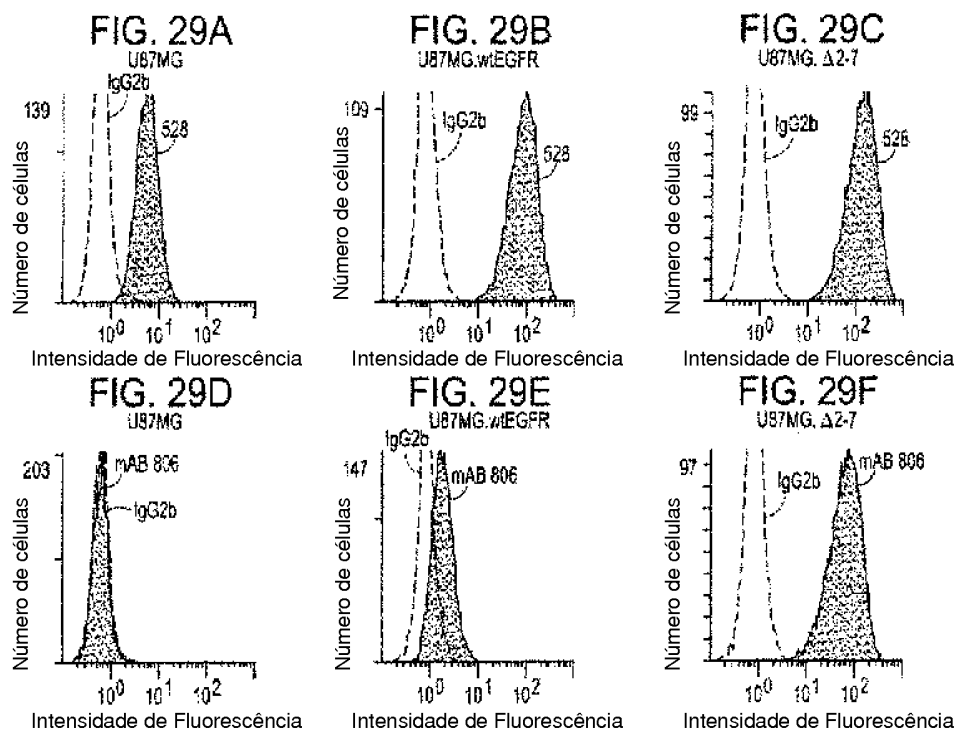 FIG. 29A
U87MG
IgG2b
139
528
Número de células
10^0 10^1 10^2
Intensidade de Fluorescência
FIG. 29B
U87MG.wtEGFR
109
IgG2b
528
Número de células
10^0 10^1 10^2
Intensidade de Fluorescência
FIG. 29C
U87MG. Δ2-7
99
IgG2b
528
Número de células
10^0 10^1 10^2
Intensidade de Fluorescência
FIG. 29D
U87MG
203
mAB 806
IgG2b
Número de células
10^0 10^1 10^2
Intensidade de Fluorescência
FIG. 29E
U87MG.wtEGFR
IgG2b
147
mAB 806
Número de células
10^0 10^1 10^2
Intensidade de Fluorescência
FIG. 29F
U87MG. Δ2-7
97
mAB 806
IgG2b
Número de células
10^0 10^1 10^2
Intensidade de Fluorescência